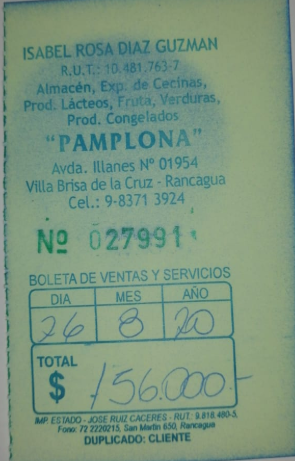 ISABEL ROSA DIAZ GUZMAN
R.U.T.: 10.481.763-7
Almacén, Exp. de Cecinas,
Prod. Lácteos, Fruta, Verduras,
Prod. Congelados
"PAMPLONA"
Avda. Illanes Nº 01954
Villa Brisa de la Cruz - Rancagua
Cel.: 9-8371 3924
Nº 027991
BOLETA DE VENTAS Y SERVICIOS
DIA MES AÑO
26 8 20
TOTAL
$ 156.000.-
IMP. ESTADO - JOSE RUIZ CACERES - RUT.: 9.818.480-5.
Fono: 72 2220215, San Martin 650, Rancagua
DUPLICADO: CLIENTE